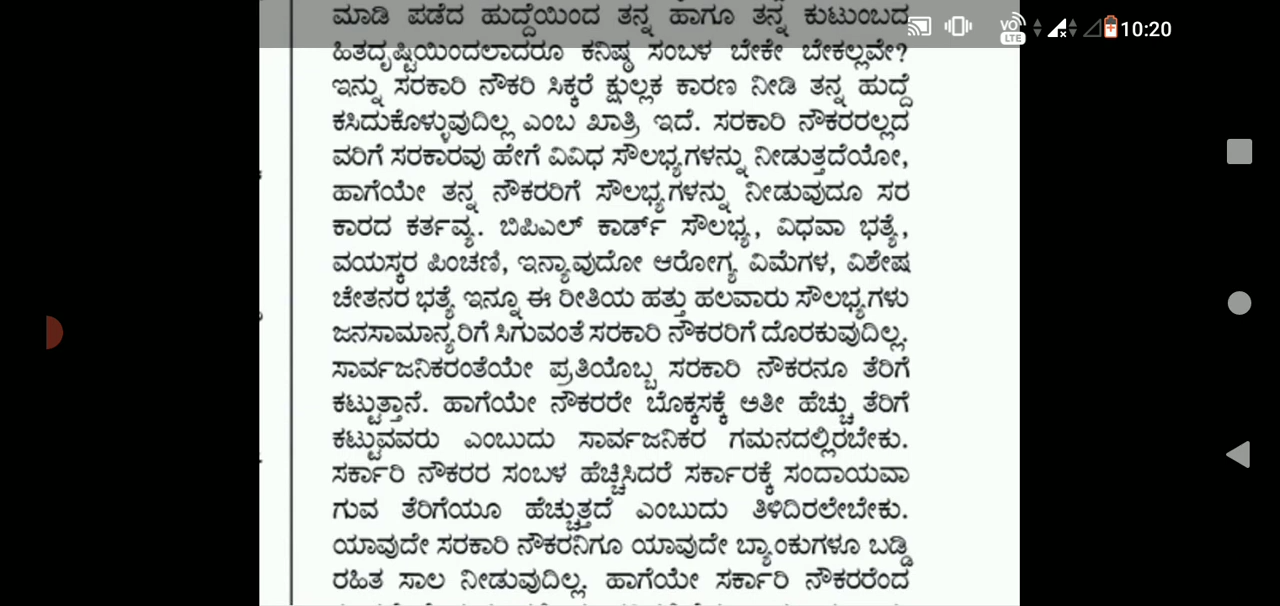 ಮಾಡಿ ಪಡೆದ ಹುದ್ದೆಯಿಂದ ತನ್ನ ಹಾಗೂ ತನ್ನ ಕುಟುಂಬದ
VO LTE 10:20
ಹಿತದೃಷ್ಟಿಯಿಂದಲಾದರೂ ಕನಿಷ್ಠ ಸಂಬಳ ಬೇಕೇ ಬೇಕಲ್ಲವೇ?
ಇನ್ನು ಸರಕಾರಿ ನೌಕರಿ ಸಿಕ್ಕರೆ ಕ್ಷುಲ್ಲಕ ಕಾರಣ ನೀಡಿ ತನ್ನ ಹುದ್ದೆ
ಕಸಿದುಕೊಳ್ಳುವುದಿಲ್ಲ ಎಂಬ ಖಾತ್ರಿ ಇದೆ. ಸರಕಾರಿ ನೌಕರರಲ್ಲದ
ವರಿಗೆ ಸರಕಾರವು ಹೇಗೆ ವಿವಿಧ ಸೌಲಭ್ಯಗಳನ್ನು ನೀಡುತ್ತದೆಯೋ,
ಹಾಗೆಯೇ ತನ್ನ ನೌಕರರಿಗೆ ಸೌಲಭ್ಯಗಳನ್ನು ನೀಡುವುದೂ ಸರ
ಕಾರದ ಕರ್ತವ್ಯ. ಬಿಪಿಎಲ್ ಕಾರ್ಡ್ ಸೌಲಭ್ಯ, ವಿಧವಾ ಭತ್ಯೆ,
ವಯಸ್ಕರ ಪಿಂಚಣಿ, ಇನ್ಯಾವುದೋ ಆರೋಗ್ಯ ವಿಮೆಗಳ, ವಿಶೇಷ
ಚೇತನರ ಭತ್ಯೆ ಇನ್ನೂ ಈ ರೀತಿಯ ಹತ್ತು ಹಲವಾರು ಸೌಲಭ್ಯಗಳು
ಜನಸಾಮಾನ್ಯರಿಗೆ ಸಿಗುವಂತೆ ಸರಕಾರಿ ನೌಕರರಿಗೆ ದೊರಕುವುದಿಲ್ಲ.
ಸಾರ್ವಜನಿಕರಂತೆಯೇ ಪ್ರತಿಯೊಬ್ಬ ಸರಕಾರಿ ನೌಕರನೂ ತೆರಿಗೆ
ಕಟ್ಟುತ್ತಾನೆ. ಹಾಗೆಯೇ ನೌಕರರೇ ಬೊಕ್ಕಸಕ್ಕೆ ಅತೀ ಹೆಚ್ಚು ತೆರಿಗೆ
ಕಟ್ಟುವವರು ಎಂಬುದು ಸಾರ್ವಜನಿಕರ ಗಮನದಲ್ಲಿರಬೇಕು.
ಸರ್ಕಾರಿ ನೌಕರರ ಸಂಬಳ ಹೆಚ್ಚಿಸಿದರೆ ಸರ್ಕಾರಕ್ಕೆ ಸಂದಾಯವಾ
ಗುವ ತೆರಿಗೆಯೂ ಹೆಚ್ಚುತ್ತದೆ ಎಂಬುದು ತಿಳಿದಿರಲೇಬೇಕು.
ಯಾವುದೇ ಸರಕಾರಿ ನೌಕರನಿಗೂ ಯಾವುದೇ ಬ್ಯಾಂಕುಗಳೂ ಬಡ್ಡಿ
ರಹಿತ ಸಾಲ ನೀಡುವುದಿಲ್ಲ. ಹಾಗೆಯೇ ಸರ್ಕಾರಿ ನೌಕರರೆಂದ